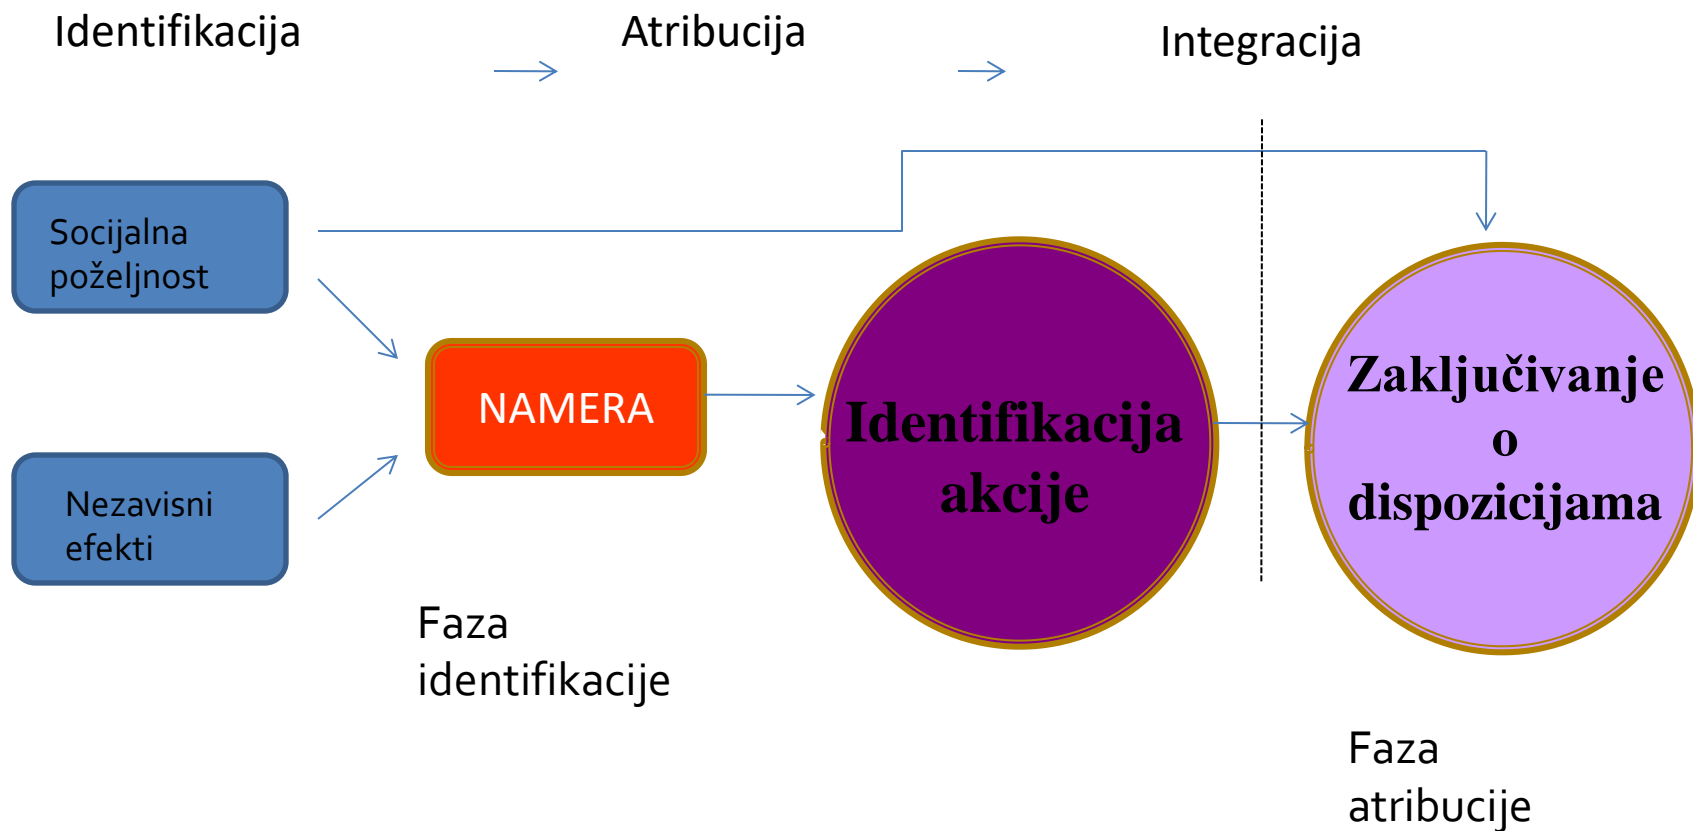 Identifikacija
Atribucija
Integracija
Socijalna
poželjnost
NAMERA
Nezavisni
efekti
Identifikacija
akcije
Zaključivanje
o
dispozicijama
Faza
identifikacije
Faza
atribucije